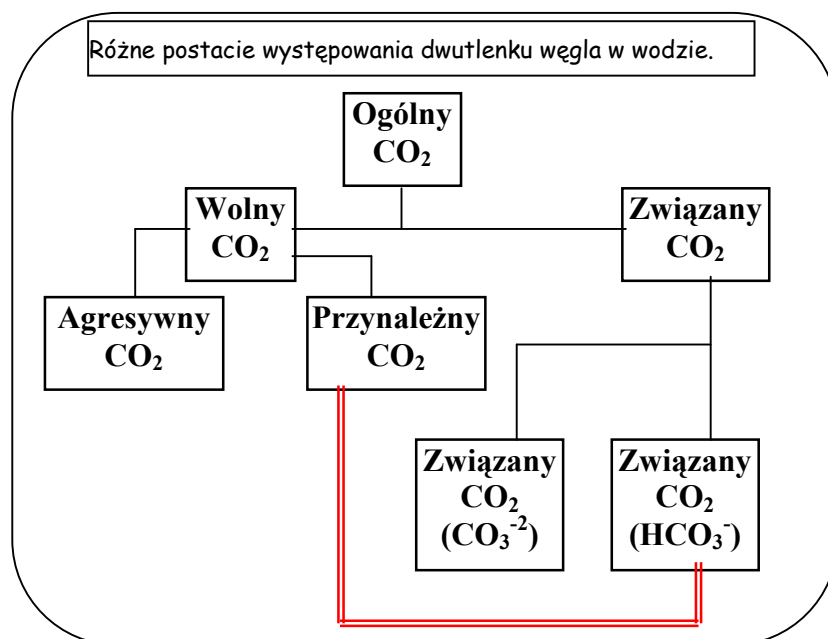 Różne postacie występowania dwutlenku węgla w wodzie.
Ogólny
CO₂
Wolny
CO₂
Związany
CO₂
Agresywny
CO₂
Przynależny
CO₂
Związany
CO₂
(CO₃⁻²)
Związany
CO₂
(HCO₃⁻)